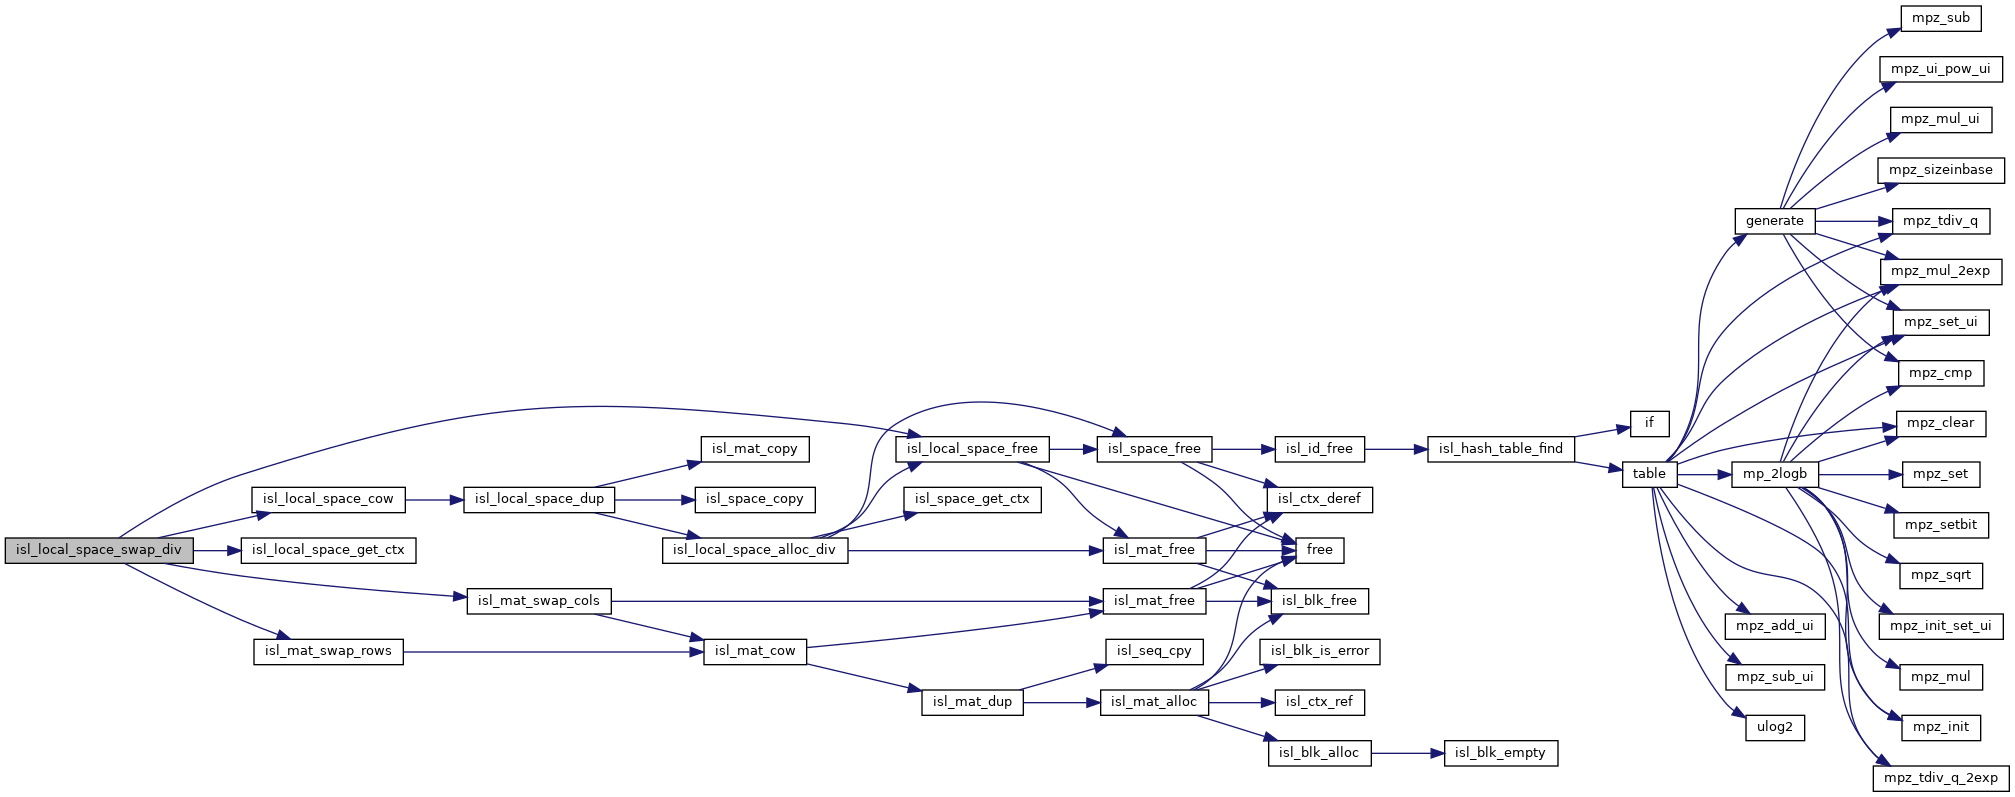 isl_local_space_swap_div
isl_local_space_cow
isl_local_space_get_ctx
isl_mat_swap_cols
isl_mat_swap_rows
isl_local_space_dup
isl_mat_copy
isl_space_copy
isl_local_space_alloc_div
isl_mat_cow
isl_local_space_free
isl_space_get_ctx
isl_mat_dup
isl_space_free
isl_mat_free
isl_mat_free
isl_seq_cpy
isl_mat_alloc
isl_id_free
isl_ctx_deref
free
isl_blk_free
isl_blk_is_error
isl_ctx_ref
isl_blk_alloc
isl_hash_table_find
isl_blk_empty
if
table
generate
mp_2logb
mpz_add_ui
mpz_sub_ui
ulog2
mpz_sub
mpz_ui_pow_ui
mpz_mul_ui
mpz_sizeinbase
mpz_tdiv_q
mpz_mul_2exp
mpz_set_ui
mpz_cmp
mpz_clear
mpz_set
mpz_setbit
mpz_sqrt
mpz_init_set_ui
mpz_mul
mpz_init
mpz_tdiv_q_2exp